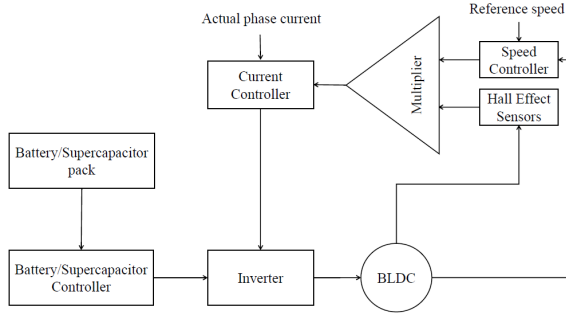 Reference speed
Actual phase current
Speed
Controller
Current
Controller
Multiplier
Hall Effect
Sensors
Battery/Supercapacitor
pack
Battery/Supercapacitor
Controller
Inverter
BLDC